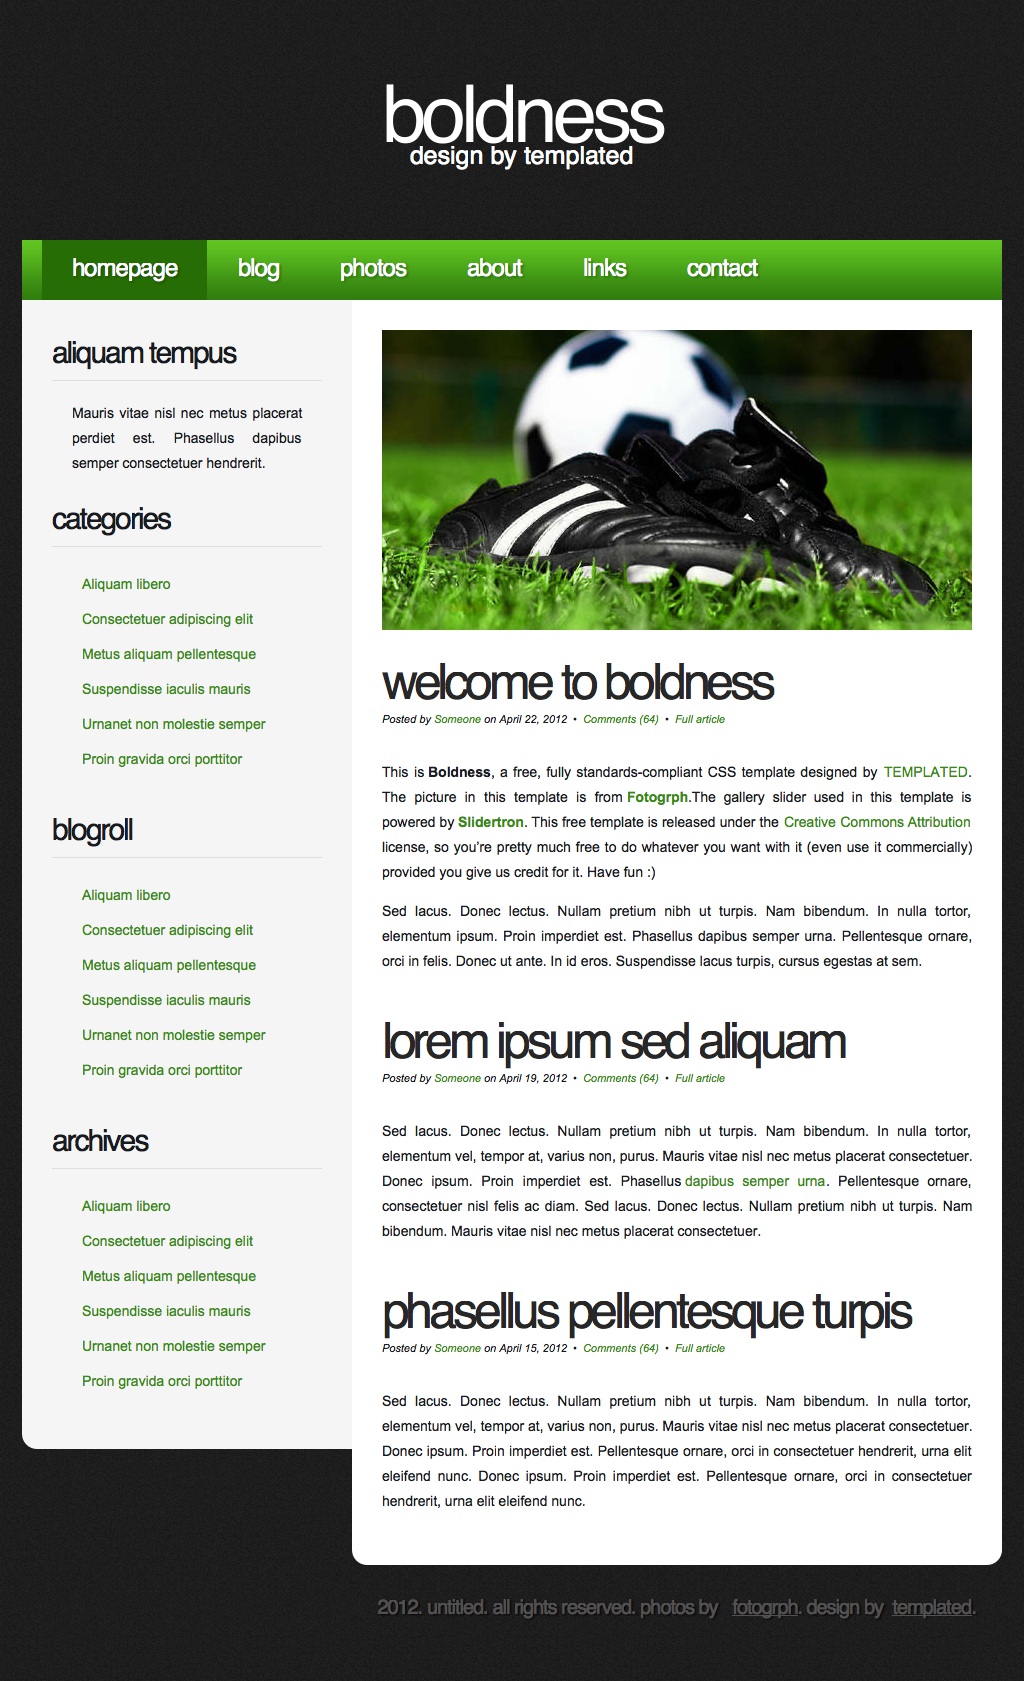 boldness
design by templated
homepage blog photos about links contact
aliquam tempus
Mauris vitae nisl nec metus placerat
perdiet est. Phasellus dapibus
semper consectetuer hendrerit.
categories
Aliquam libero
Consectetuer adipiscing elit
Metus aliquam pellentesque
Suspendisse iaculis mauris
Urnanet non molestie semper
Proin gravida orci porttitor
blogroll
Aliquam libero
Consectetuer adipiscing elit
Metus aliquam pellentesque
Suspendisse iaculis mauris
Urnanet non molestie semper
Proin gravida orci porttitor
archives
Aliquam libero
Consectetuer adipiscing elit
Metus aliquam pellentesque
Suspendisse iaculis mauris
Urnanet non molestie semper
Proin gravida orci porttitor
welcome to boldness
Posted by Someone on April 22, 2012 • Comments (64) • Full article
This is Boldness, a free, fully standards-compliant CSS template designed by TEMPLATED.
The picture in this template is from Fotogrph.The gallery slider used in this template is
powered by Slidertron. This free template is released under the Creative Commons Attribution
license, so you're pretty much free to do whatever you want with it (even use it commercially)
provided you give us credit for it. Have fun :)
Sed lacus. Donec lectus. Nullam pretium nibh ut turpis. Nam bibendum. In nulla tortor,
elementum ipsum. Proin imperdiet est. Phasellus dapibus semper urna. Pellentesque ornare,
orci in felis. Donec ut ante. In id eros. Suspendisse lacus turpis, cursus egestas at sem.
lorem ipsum sed aliquam
Posted by Someone on April 19, 2012 • Comments (64) • Full article
Sed lacus. Donec lectus. Nullam pretium nibh ut turpis. Nam bibendum. In nulla tortor,
elementum vel, tempor at, varius non, purus. Mauris vitae nisl nec metus placerat consectetuer.
Donec ipsum. Proin imperdiet est. Phasellus dapibus semper urna. Pellentesque ornare,
consectetuer nisl felis ac diam. Sed lacus. Donec lectus. Nullam pretium nibh ut turpis. Nam
bibendum. Mauris vitae nisl nec metus placerat consectetuer.
phasellus pellentesque turpis
Posted by Someone on April 15, 2012 • Comments (64) • Full article
Sed lacus. Donec lectus. Nullam pretium nibh ut turpis. Nam bibendum. In nulla tortor,
elementum vel, tempor at, varius non, purus. Mauris vitae nisl nec metus placerat consectetuer.
Donec ipsum. Proin imperdiet est. Pellentesque ornare, orci in consectetuer hendrerit, urna elit
eleifend nunc. Donec ipsum. Proin imperdiet est. Pellentesque ornare, orci in consectetuer
hendrerit, urna elit eleifend nunc.
2012. untitled. all rights reserved. photos by fotogrph. design by templated.